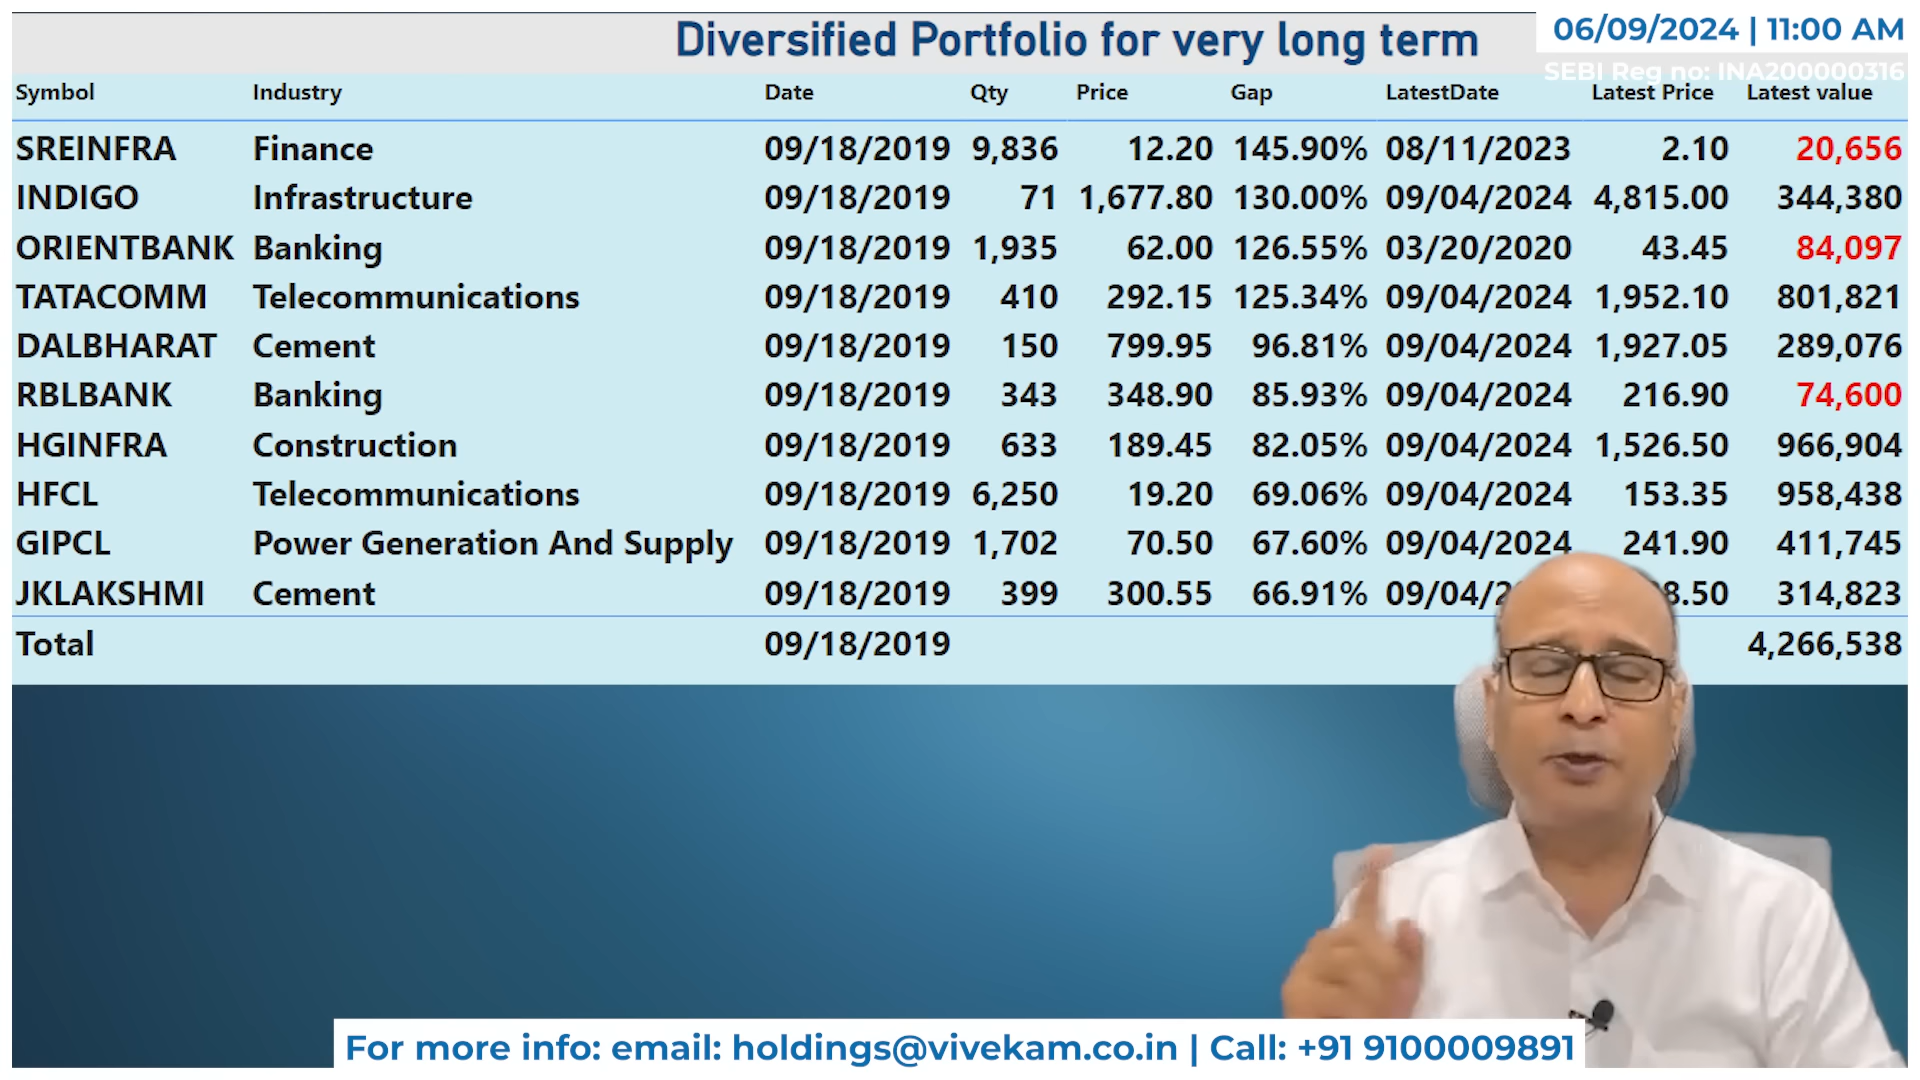 Diversified Portfolio for very long term
06/09/2024 | 11:00 AM
SEBI Reg no: INA200000316
Symbol Industry Date Qty Price Gap LatestDate Latest Price Latest value
SREINFRA Finance 09/18/2019 9,836 12.20 145.90% 08/11/2023 2.10 20,656
INDIGO Infrastructure 09/18/2019 71 1,677.80 130.00% 09/04/2024 4,815.00 344,380
ORIENTBANK Banking 09/18/2019 1,935 62.00 126.55% 03/20/2020 43.45 84,097
TATACOMM Telecommunications 09/18/2019 410 292.15 125.34% 09/04/2024 1,952.10 801,821
DALBHARAT Cement 09/18/2019 150 799.95 96.81% 09/04/2024 1,927.05 289,076
RBLBANK Banking 09/18/2019 343 348.90 85.93% 09/04/2024 216.90 74,600
HGINFRA Construction 09/18/2019 633 189.45 82.05% 09/04/2024 1,526.50 966,904
HFCL Telecommunications 09/18/2019 6,250 19.20 69.06% 09/04/2024 153.35 958,438
GIPCL Power Generation And Supply 09/18/2019 1,702 70.50 67.60% 09/04/2024 241.90 411,745
JKLAKSHMI Cement 09/18/2019 399 300.55 66.91% 314,823
Total 09/18/2019 4,266,538
For more info: email: holdings@vivekam.co.in | Call: +91 9100009891